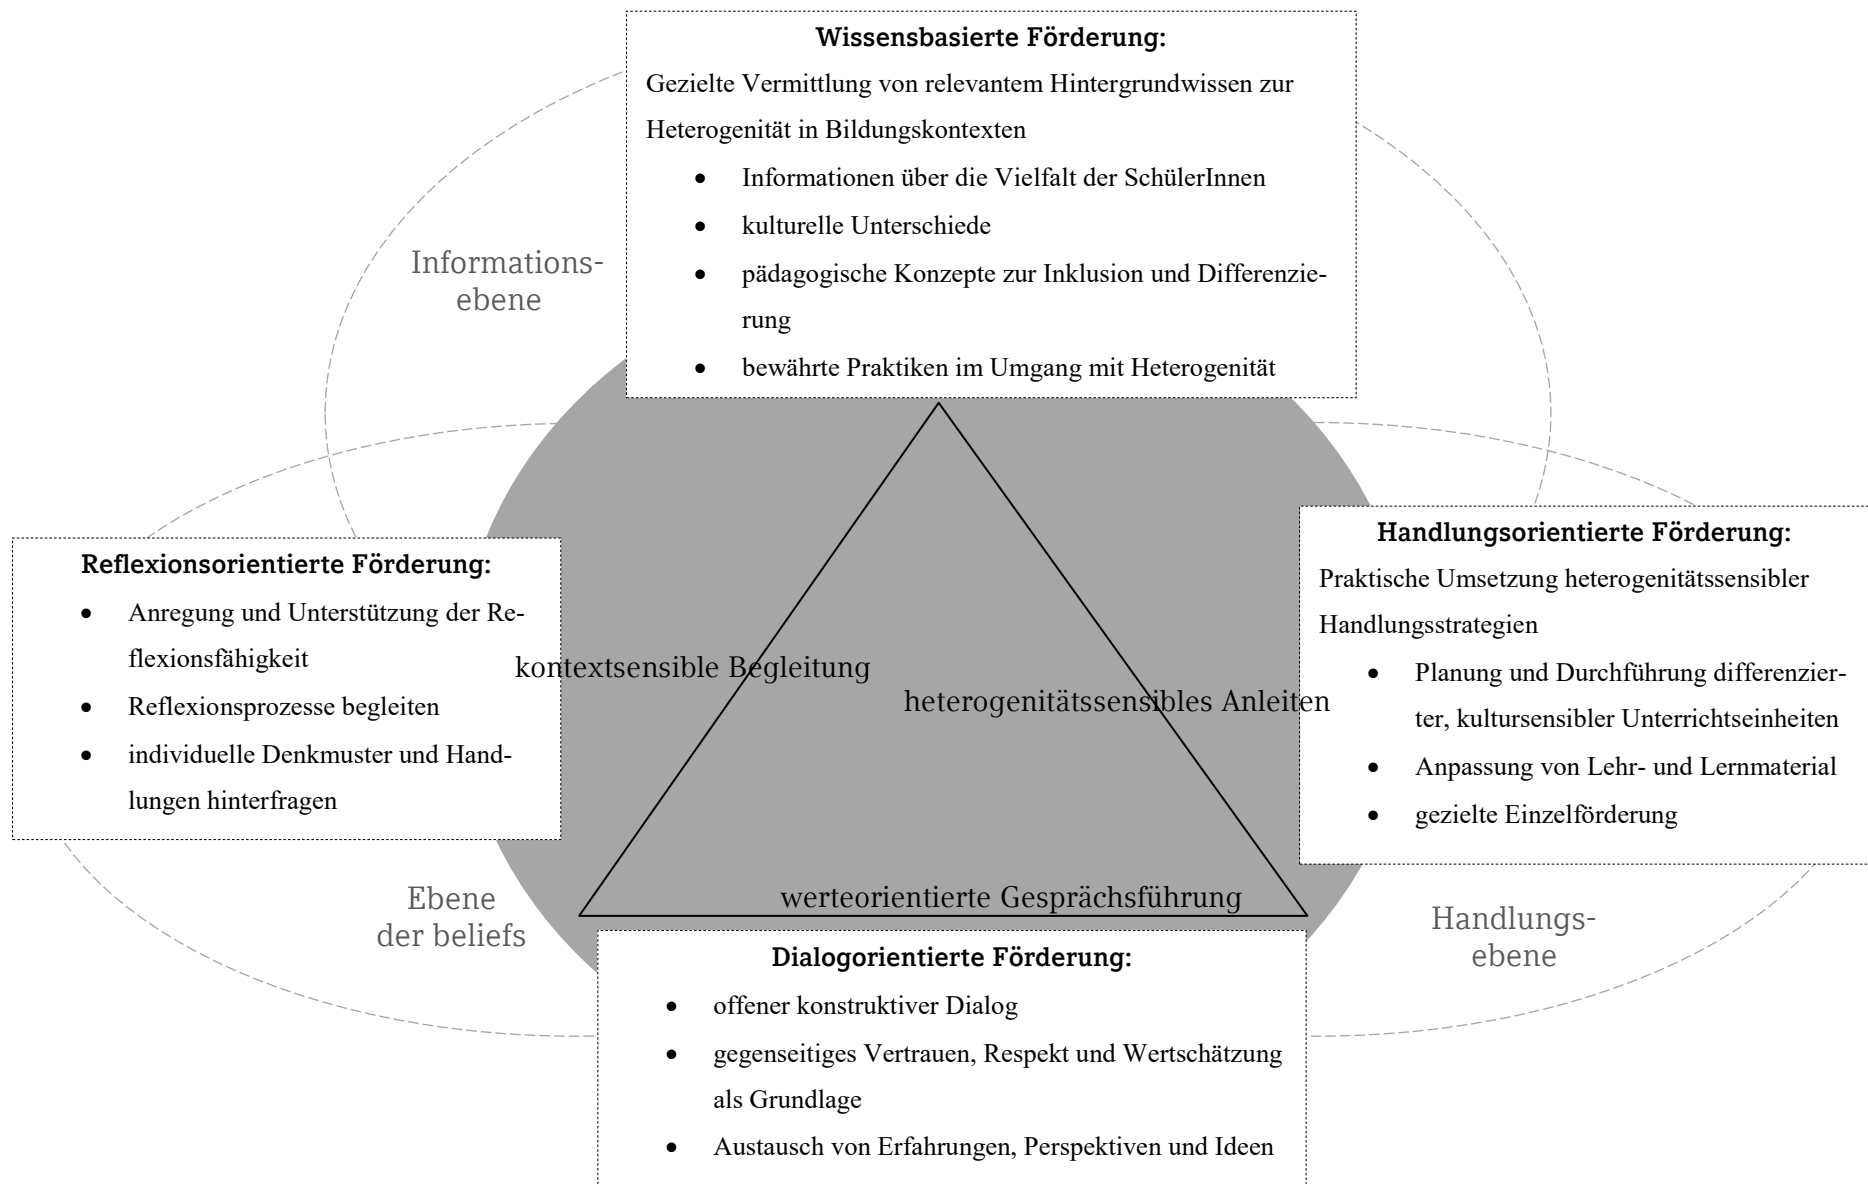 Wissensbasierte Förderung:
Gezielte Vermittlung von relevantem Hintergrundwissen zur
Heterogenität in Bildungskontexten
• Informationen über die Vielfalt der SchülerInnen
• kulturelle Unterschiede
• pädagogische Konzepte zur Inklusion und Differenzie-
rung
• bewährte Praktiken im Umgang mit Heterogenität
Informations-
ebene
Reflexionsorientierte Förderung:
• Anregung und Unterstützung der Re-
flexionsfähigkeit
• Reflexionsprozesse begleiten
• individuelle Denkmuster und Hand-
lungen hinterfragen
kontextsensible Begleitung
heterogenitätssensibles Anleiten
Handlungsorientierte Förderung:
Praktische Umsetzung heterogenitätssensibler
Handlungsstrategien
• Planung und Durchführung differenzier-
ter, kultursensibler Unterrichtseinheiten
• Anpassung von Lehr- und Lernmaterial
• gezielte Einzelförderung
Ebene
der beliefs
werteorientierte Gesprächsführung
Handlungs-
ebene
Dialogorientierte Förderung:
• offener konstruktiver Dialog
• gegenseitiges Vertrauen, Respekt und Wertschätzung
als Grundlage
• Austausch von Erfahrungen, Perspektiven und Ideen